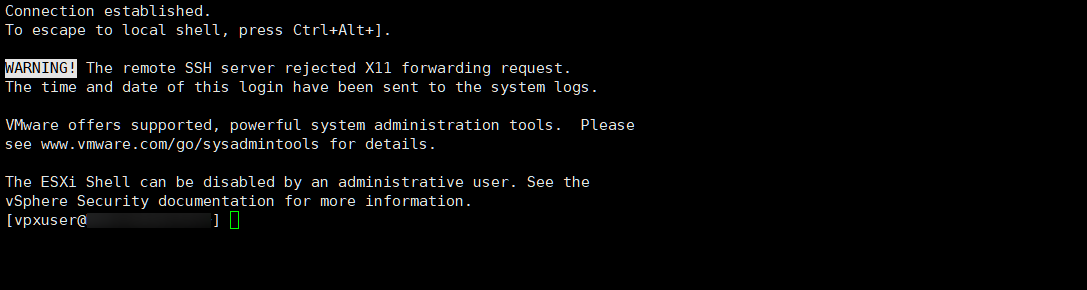 Connection established.
To escape to local shell, press Ctrl+Alt+].
WARNING! The remote SSH server rejected X11 forwarding request.
The time and date of this login have been sent to the system logs.
VMware offers supported, powerful system administration tools.  Please
see www.vmware.com/go/sysadmintools for details.
The ESXi Shell can be disabled by an administrative user. See the
vSphere Security documentation for more information.
[vpxuser@ ]